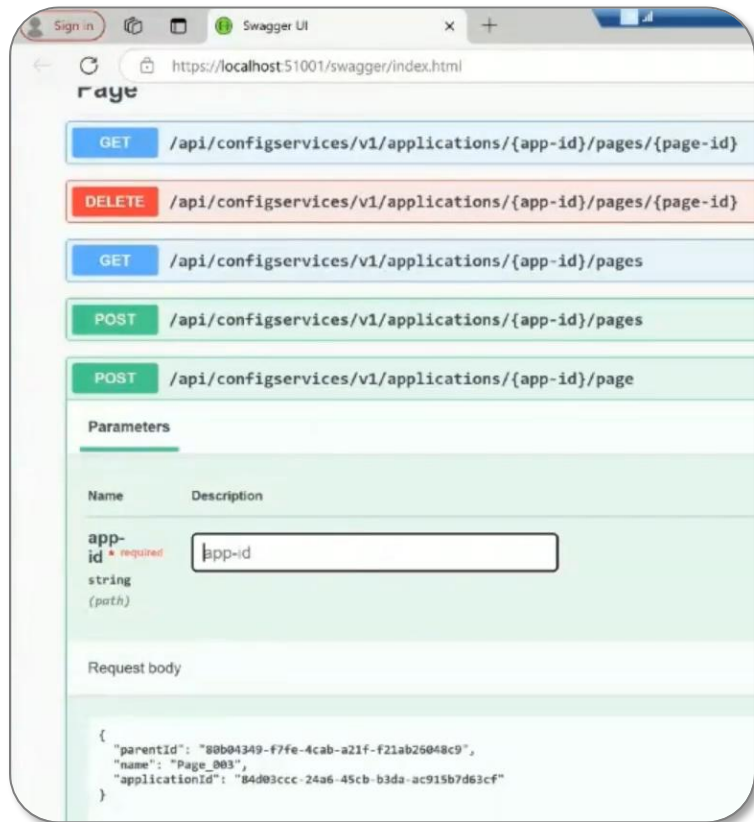 Sign in
Swagger UI
https://localhost:51001/swagger/index.html
Page
GET /api/configservices/v1/applications/{app-id}/pages/{page-id}
DELETE /api/configservices/v1/applications/{app-id}/pages/{page-id}
GET /api/configservices/v1/applications/{app-id}/pages
POST /api/configservices/v1/applications/{app-id}/pages
POST /api/configservices/v1/applications/{app-id}/page
Parameters
Name Description
app-
id * required
app-id
string
(path)
Request body
{
"parentId": "80b04349-f7fe-4cab-a21f-f21ab26048c9",
"name": "Page_003",
"applicationId": "84d03ccc-24a6-45cb-b3da-ac915b7d63cf"
}